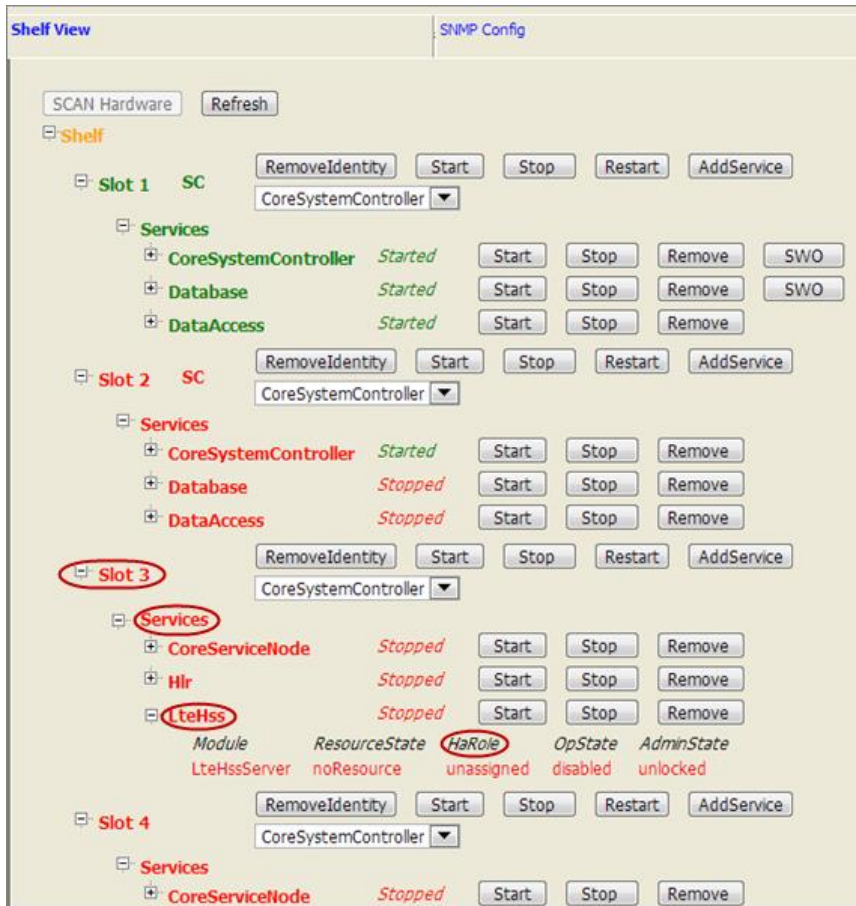 Shelf View SNMP Config
SCAN Hardware Refresh
Shelf
RemoveIdentity Start Stop Restart AddService
Slot 1 SC
CoreSystemController
Services
CoreSystemController Started Start Stop Remove SWO
Database Started Start Stop Remove SWO
DataAccess Started Start Stop Remove
RemoveIdentity Start Stop Restart AddService
Slot 2 SC
CoreSystemController
Services
CoreSystemController Started Start Stop Remove
Database Stopped Start Stop Remove
DataAccess Stopped Start Stop Remove
RemoveIdentity Start Stop Restart AddService
Slot 3
CoreSystemController
Services
CoreServiceNode Stopped Start Stop Remove
Hlr Stopped Start Stop Remove
LteHss Stopped Start Stop Remove
Module ResourceState HaRole OpState AdminState
LteHssServer noResource unassigned disabled unlocked
RemoveIdentity Start Stop Restart AddService
Slot 4
CoreSystemController
Services
CoreServiceNode Stopped Start Stop Remove